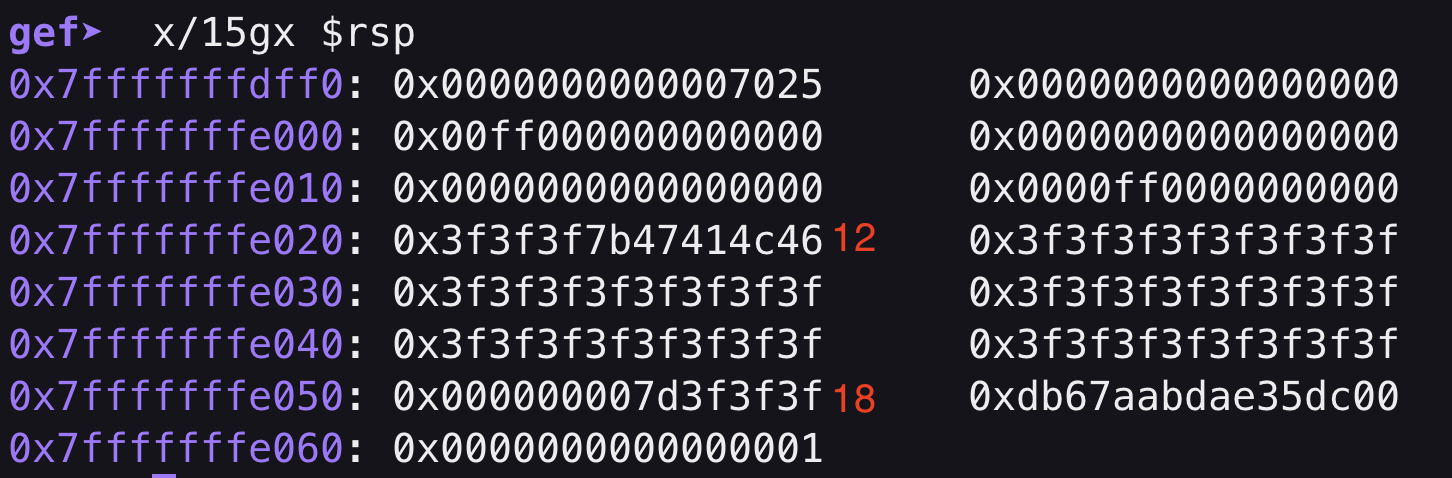 gef➤  x/15gx $rsp
0x7fffffffdff0: 0x0000000000007025 0x0000000000000000
0x7fffffffe000: 0x00ff000000000000 0x0000000000000000
0x7fffffffe010: 0x0000000000000000 0x0000ff0000000000
0x7fffffffe020: 0x3f3f3f7b47414c46 12 0x3f3f3f3f3f3f3f3f
0x7fffffffe030: 0x3f3f3f3f3f3f3f3f 0x3f3f3f3f3f3f3f3f
0x7fffffffe040: 0x3f3f3f3f3f3f3f3f 0x3f3f3f3f3f3f3f3f
0x7fffffffe050: 0x000000007d3f3f3f 18 0xdb67aabdae35dc00
0x7fffffffe060: 0x0000000000000001